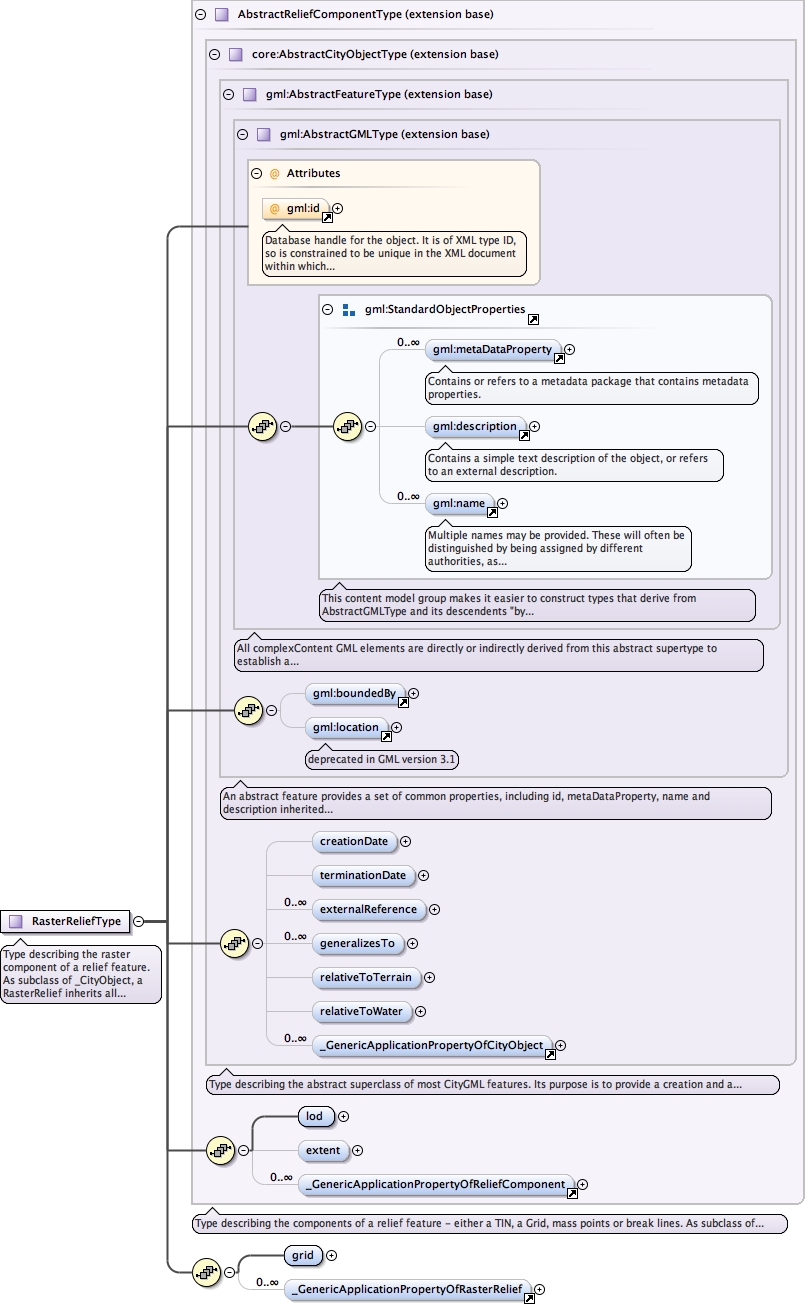 AbstractReliefComponentType (extension base)
core:AbstractCityObjectType (extension base)
gml:AbstractFeatureType (extension base)
gml:AbstractGMLType (extension base)
@ Attributes
@ gml:id
Database handle for the object. It is of XML type ID,
so is constrained to be unique in the XML document
within which...
gml:StandardObjectProperties
0..∞
gml:metaDataProperty
Contains or refers to a metadata package that contains metadata
properties.
gml:description
Contains a simple text description of the object, or refers
to an external description.
0..∞
gml:name
Multiple names may be provided. These will often be
distinguished by being assigned by different
authorities, as...
This content model group makes it easier to construct types that derive from
AbstractGMLType and its descendents "by...
All complexContent GML elements are directly or indirectly derived from this abstract supertype to
establish a...
gml:boundedBy
gml:location
deprecated in GML version 3.1
An abstract feature provides a set of common properties, including id, metaDataProperty, name and
description inherited...
creationDate
terminationDate
0..∞
externalReference
0..∞
generalizesTo
relativeToTerrain
relativeToWater
0..∞
_GenericApplicationPropertyOfCityObject
RasterReliefType
Type describing the raster
component of a relief feature.
As subclass of _CityObject, a
RasterRelief inherits all...
Type describing the abstract superclass of most CityGML features. Its purpose is to provide a creation and a...
lod
extent
0..∞
_GenericApplicationPropertyOfReliefComponent
Type describing the components of a relief feature – either a TIN, a Grid, mass points or break lines. As subclass of...
grid
0..∞
_GenericApplicationPropertyOfRasterRelief